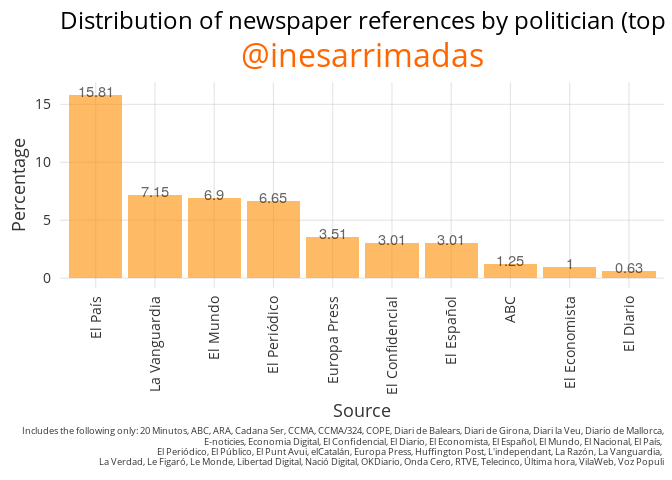 Distribution of newspaper references by politician (top
@inesarrimadas
Percentage
15
10
5
0
15.81
7.15
6.9
6.65
3.51
3.01
3.01
1.25
1
0.63
El País
La Vanguardia
El Mundo
El Periódico
Europa Press
El Confidencial
El Español
ABC
El Economista
El Diario
Source
Includes the following only: 20 Minutos, ABC, ARA, Cadana Ser, CCMA, CCMA/324, COPE, Diari de Balears, Diari de Girona, Diari la Veu, Diario de Mallorca,
E-noticies, Economia Digital, El Confidencial, El Diario, El Economista, El Español, El Mundo, El Nacional, El País,
El Periódico, El Público, El Punt Avui, elCatalán, Europa Press, Huffington Post, L'independant, La Razón, La Vanguardia,
La Verdad, Le Figaró, Le Monde, Libertad Digital, Nació Digital, OKDiario, Onda Cero, RTVE, Telecinco, Última hora, VilaWeb, Voz Populi